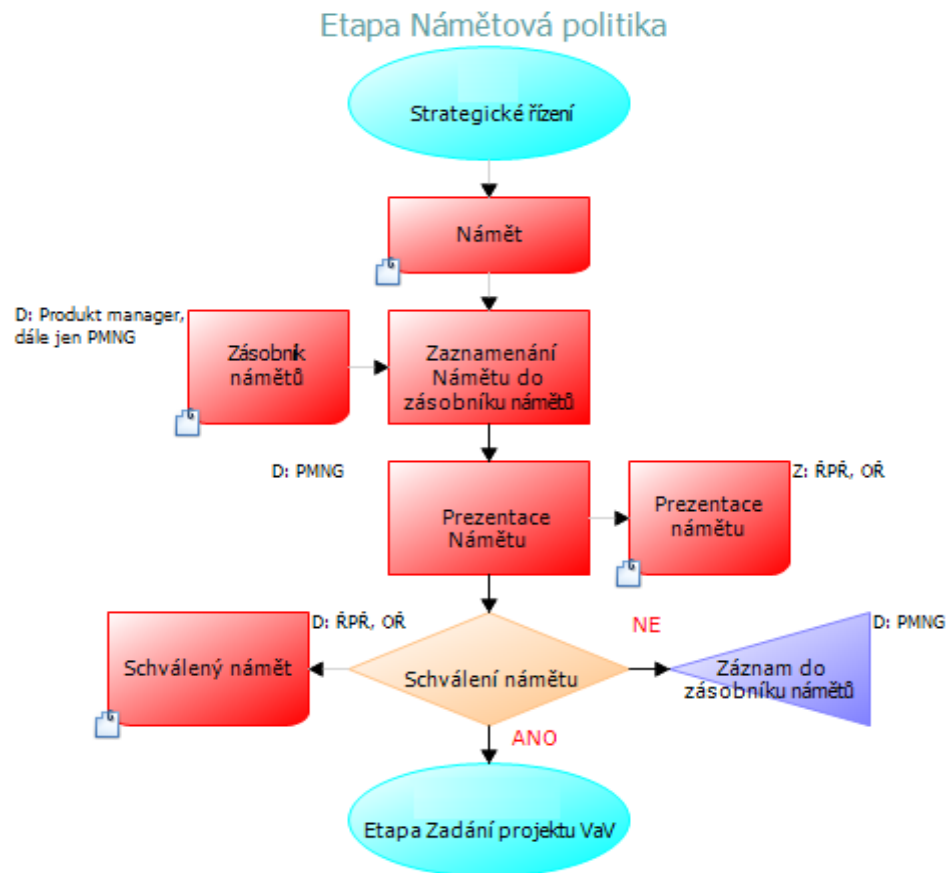 Etapa Námětová politika
Strategické řízení
Námět
D: Produkt manager,
dále jen PMNG
Zásobník
námětů
Zaznamenání
Námětu do
zásobníku námětů
D: PMNG
Prezentace
Námětu
Z: ŘPŘ, OŘ
Prezentace
námětu
D: ŘPŘ, OŘ
Schválený námět
Schválení námětu
NE
D: PMNG
Záznam do
zásobníku námětů
ANO
Etapa Zadání projektu VaV